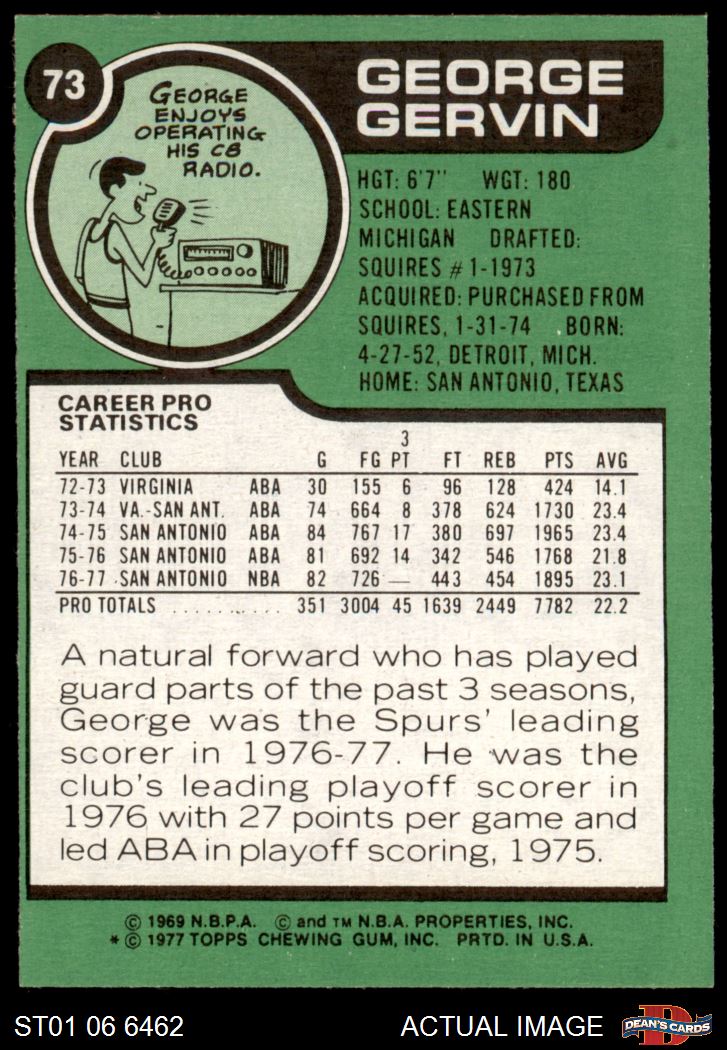 73
GEORGE
ENJOYS
OPERATING
HIS CB
RADIO.
GEORGE
GERVIN
HGT: 6'7" WGT: 180
SCHOOL: EASTERN
MICHIGAN DRAFTED:
SQUIRES #1-1973
ACQUIRED: PURCHASED FROM
SQUIRES, 1-31-74 BORN:
4-27-52, DETROIT, MICH.
HOME: SAN ANTONIO, TEXAS
CAREER PRO
STATISTICS
3
YEAR CLUB G FG PT FT REB PTS AVG
72-73 VIRGINIA ABA 30 155 6 96 128 424 14.1
73-74 VA.-SAN ANT. ABA 74 664 8 378 624 1730 23.4
74-75 SAN ANTONIO ABA 84 767 17 380 697 1965 23.4
75-76 SAN ANTONIO ABA 81 692 14 342 546 1768 21.8
76-77 SAN ANTONIO NBA 82 726 — 443 454 1895 23.1
PRO TOTALS . . . . . . . . . . . 351 3004 45 1639 2449 7782 22.2
A natural forward who has played
guard parts of the past 3 seasons,
George was the Spurs' leading
scorer in 1976-77. He was the
club's leading playoff scorer in
1976 with 27 points per game and
led ABA in playoff scoring, 1975.
© 1969 N.B.P.A. © and TM N.B.A. PROPERTIES, INC.
* © 1977 TOPPS CHEWING GUM, INC. PRTD. IN U.S.A.
ST01 06 6462 ACTUAL IMAGE
D
DEAN'S CARDS